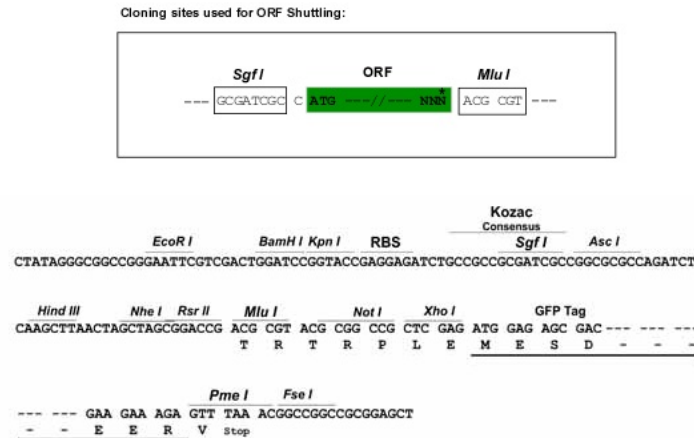 Cloning sites used for ORF Shuttling:
Sgf I ORF Mlu I
--- GCGATCGC C ATG ---//--- NNN* ACG CGT ---
Kozac
Consensus
EcoR I BamH I Kpn I RBS Sgf I Asc I
CTATAGGGCGGCCGGGAATTCGTCGACTGGATCCGGTACCGAGGAGATCTGCCGCCGCGATCGCCGGCGCGCCAGATCT
Hind III Nhe I Rsr II Mlu I Not I Xho I GFP Tag
CAAGCTTAACTAGCTAGCGGACCG ACG CGT ACG CGG CCG CTC GAG ATG GAG AGC GAC --- --- ---
T R T R P L E M E S D - - -
Pme I Fse I
--- --- GAA GAA AGA GTT TAA ACGGCCGGCCGCGGAGCT
- - E E R V Stop